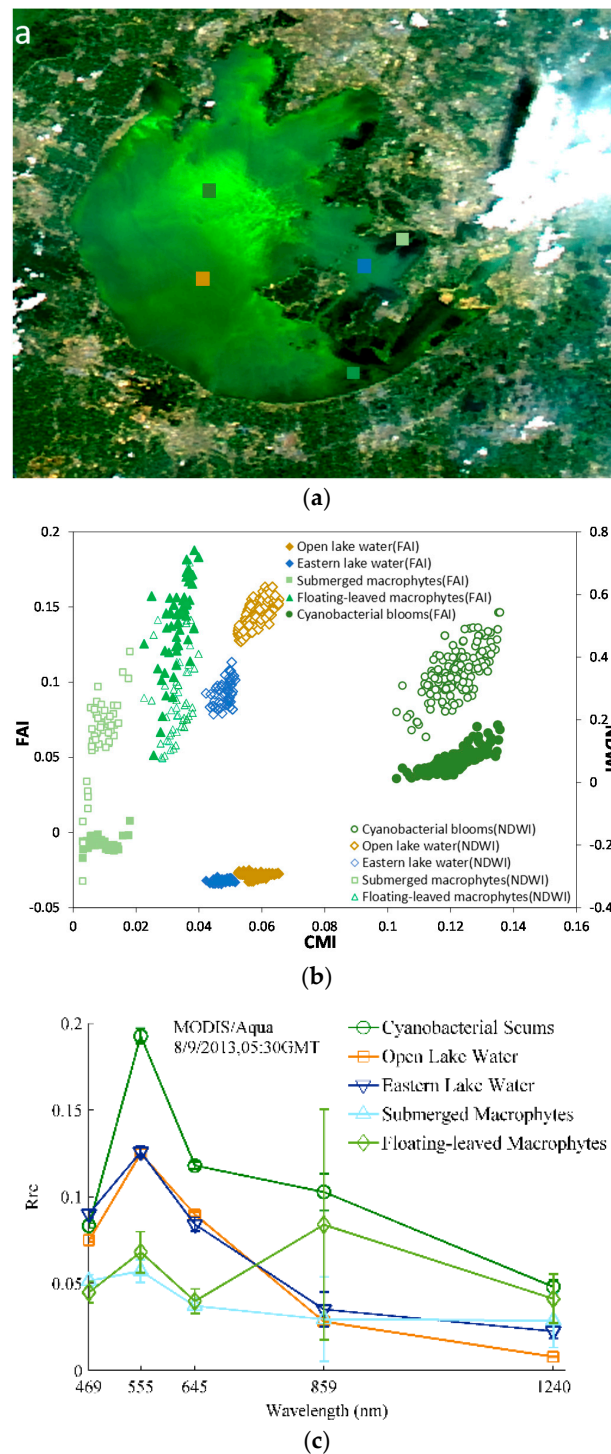 a
(a)
0.2
0.15
0.1
0.05
0
-0.05
FAI
0.8
0.6
0.4
0.2
0
-0.2
-0.4
NDWI
Open lake water(FAI)
Eastern lake water(FAI)
Submerged macrophytes(FAI)
Floating-leaved macrophytes(FAI)
Cyanobacterial blooms(FAI)
Cyanobacterial blooms(NDWI)
Open lake water(NDWI)
Eastern lake water(NDWI)
Submerged macrophytes(NDWI)
Floating-leaved macrophytes(NDWI)
0 0.02 0.04 0.06 0.08 0.1 0.12 0.14 0.16
CMI
(b)
0.2
0.15
0.1
0.05
0
Rrc
MODIS/Aqua
8/9/2013,05:30GMT
Cyanobacterial Scums
Open Lake Water
Eastern Lake Water
Submerged Macrophytes
Floating-leaved Macrophytes
469 555 645 859 1240
Wavelength (nm)
(c)